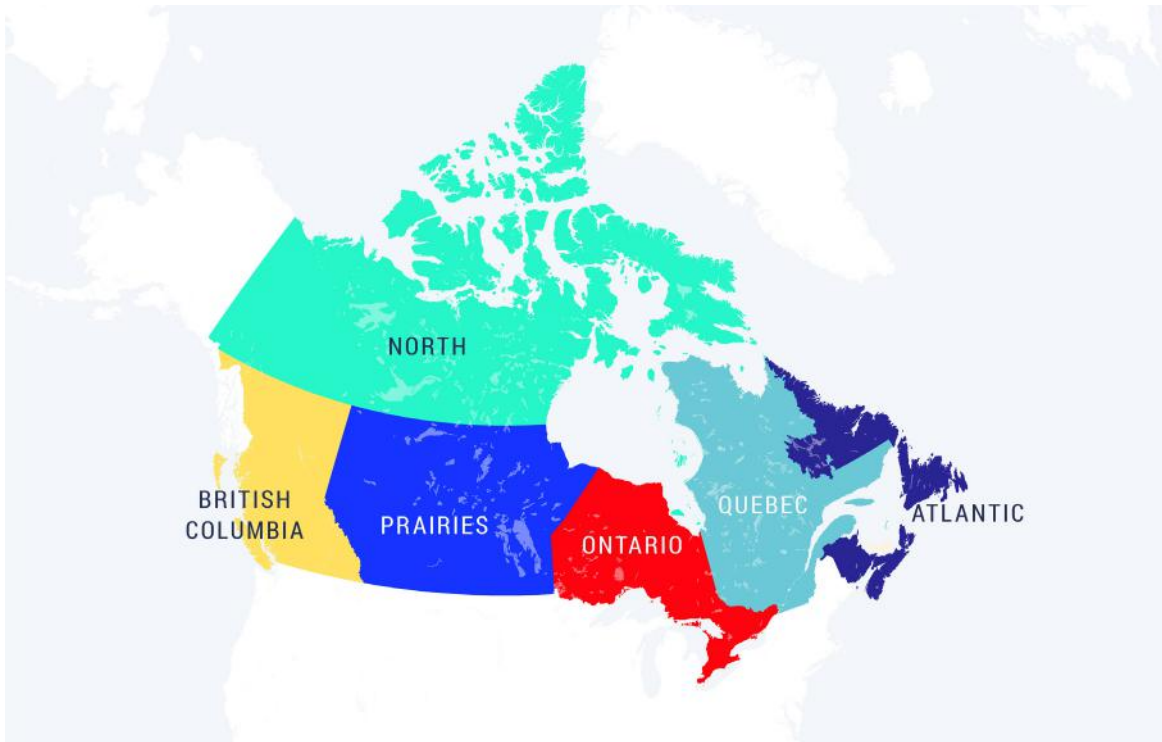 NORTH
BRITISH
COLUMBIA
PRAIRIES
ONTARIO
QUEBEC
ATLANTIC